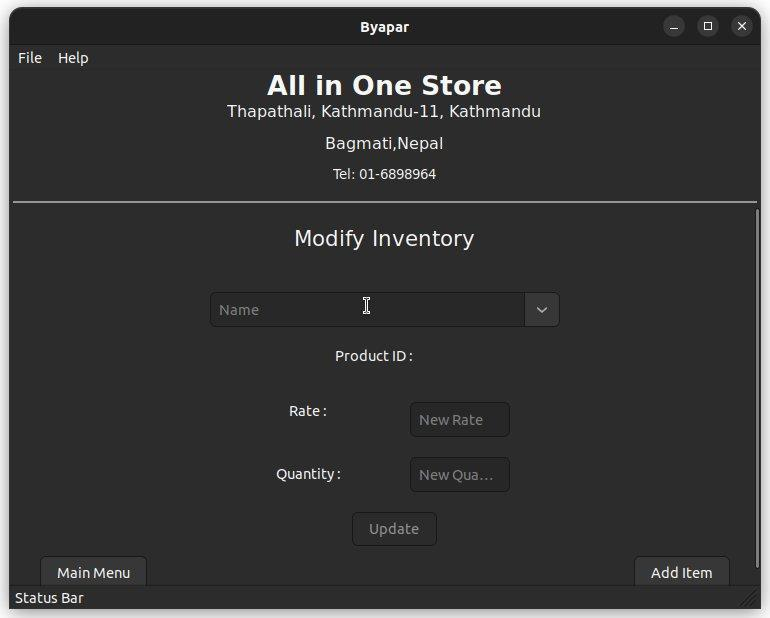 Byapar
File Help
All in One Store
Thapathali, Kathmandu-11, Kathmandu
Bagmati,Nepal
Tel: 01-6898964
Modify Inventory
Name
Product ID :
Rate :
New Rate
Quantity :
New Qua...
Update
Main Menu
Add Item
Status Bar